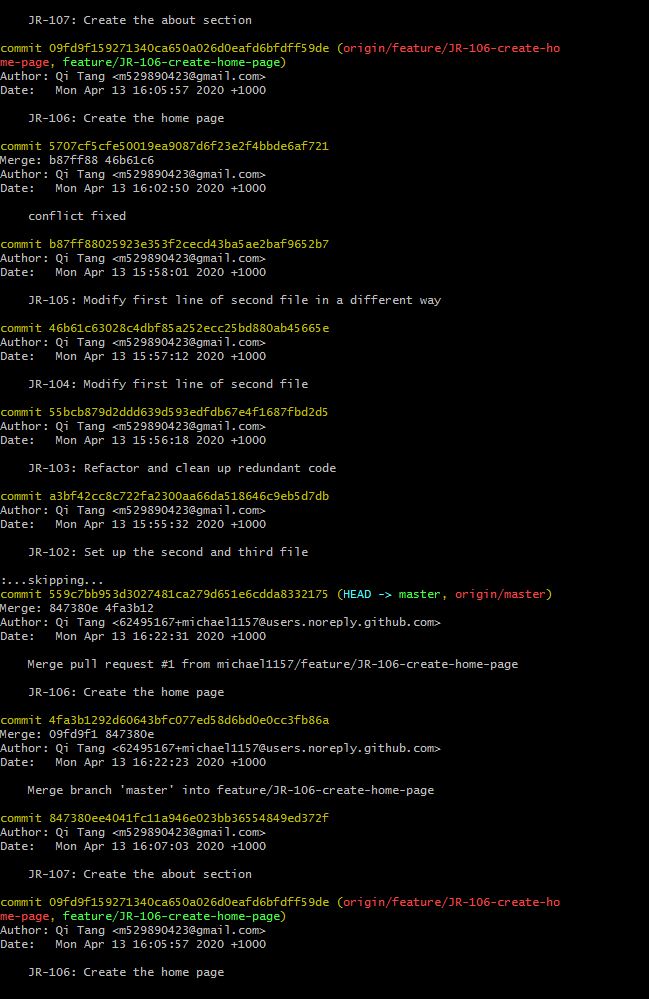 JR-107: Create the about section
commit 09fd9f159271340ca650a026d0eafd6bfdff59de (origin/feature/JR-106-create-ho
me-page, feature/JR-106-create-home-page)
Author: Qi Tang <m529890423@gmail.com>
Date:   Mon Apr 13 16:05:57 2020 +1000
JR-106: Create the home page
commit 5707cf5cfe50019ea9087d6f23e2f4bbde6af721
Merge: b87ff88 46b61c6
Author: Qi Tang <m529890423@gmail.com>
Date:   Mon Apr 13 16:02:50 2020 +1000
conflict fixed
commit b87ff88025923e353f2cecd43ba5ae2baf9652b7
Author: Qi Tang <m529890423@gmail.com>
Date:   Mon Apr 13 15:58:01 2020 +1000
JR-105: Modify first line of second file in a different way
commit 46b61c63028c4dbf85a252ecc25bd880ab45665e
Author: Qi Tang <m529890423@gmail.com>
Date:   Mon Apr 13 15:57:12 2020 +1000
JR-104: Modify first line of second file
commit 55bcb879d2ddd639d593edfdb67e4f1687fbd2d5
Author: Qi Tang <m529890423@gmail.com>
Date:   Mon Apr 13 15:56:18 2020 +1000
JR-103: Refactor and clean up redundant code
commit a3bf42cc8c722fa2300aa66da518646c9eb5d7db
Author: Qi Tang <m529890423@gmail.com>
Date:   Mon Apr 13 15:55:32 2020 +1000
JR-102: Set up the second and third file
:...skipping...
commit 559c7bb953d3027481ca279d651e6cdda8332175 (HEAD -> master, origin/master)
Merge: 847380e 4fa3b12
Author: Qi Tang <62495167+michael1157@users.noreply.github.com>
Date:   Mon Apr 13 16:22:31 2020 +1000
Merge pull request #1 from michael1157/feature/JR-106-create-home-page
JR-106: Create the home page
commit 4fa3b1292d60643bfc077ed58d6bd0e0cc3fb86a
Merge: 09fd9f1 847380e
Author: Qi Tang <62495167+michael1157@users.noreply.github.com>
Date:   Mon Apr 13 16:22:23 2020 +1000
Merge branch 'master' into feature/JR-106-create-home-page
commit 847380ee4041fc11a946e023bb36554849ed372f
Author: Qi Tang <m529890423@gmail.com>
Date:   Mon Apr 13 16:07:03 2020 +1000
JR-107: Create the about section
commit 09fd9f159271340ca650a026d0eafd6bfdff59de (origin/feature/JR-106-create-ho
me-page, feature/JR-106-create-home-page)
Author: Qi Tang <m529890423@gmail.com>
Date:   Mon Apr 13 16:05:57 2020 +1000
JR-106: Create the home page